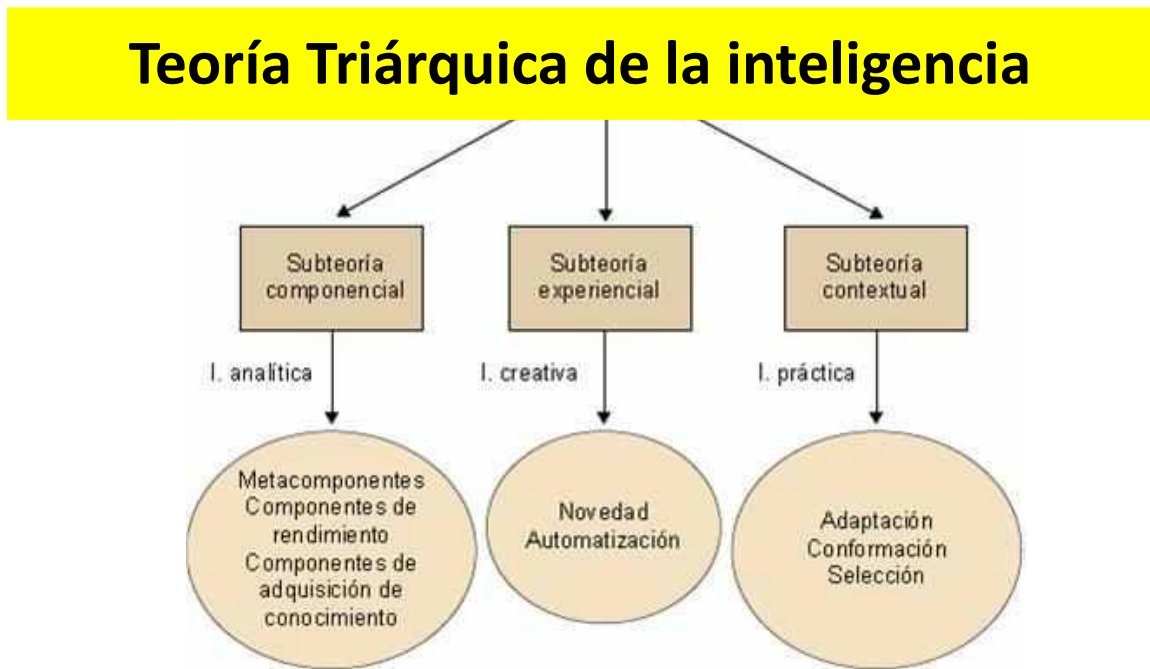 Teoría Triárquica de la inteligencia
Subteoría
componencial
Subteoría
experiencial
Subteoría
contextual
I. analítica
I. creativa
I. práctica
Metacomponentes
Componentes de
rendimiento
Componentes de
adquisición de
conocimiento
Novedad
Automatización
Adaptación
Conformación
Selección